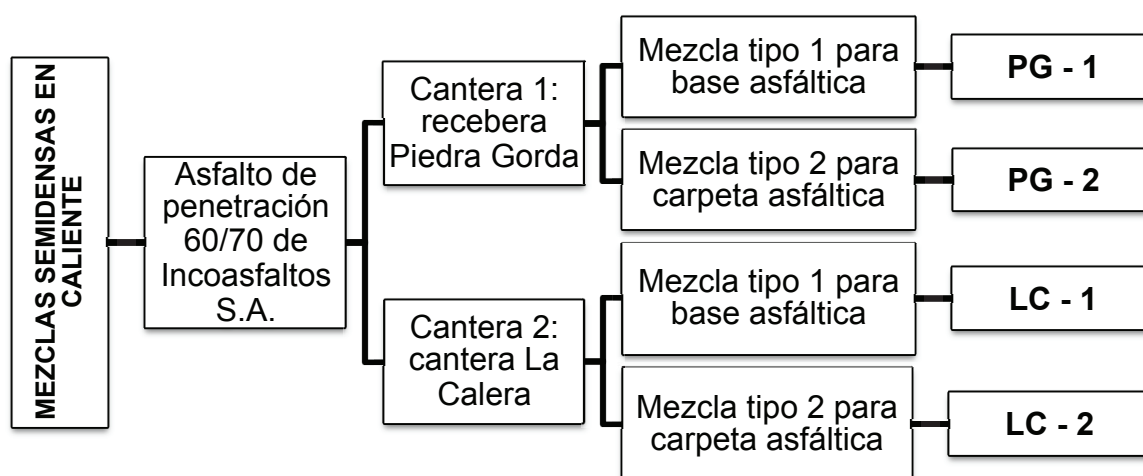 MEZCLAS SEMIDENSAS EN
CALIENTE
Asfalto de
penetración
60/70 de
Incoasfaltos
S.A.
Cantera 1:
recebera
Piedra Gorda
Mezcla tipo 1 para
base asfáltica
PG - 1
Mezcla tipo 2 para
carpeta asfáltica
PG - 2
Cantera 2:
cantera La
Calera
Mezcla tipo 1 para
base asfáltica
LC - 1
Mezcla tipo 2 para
carpeta asfáltica
LC - 2